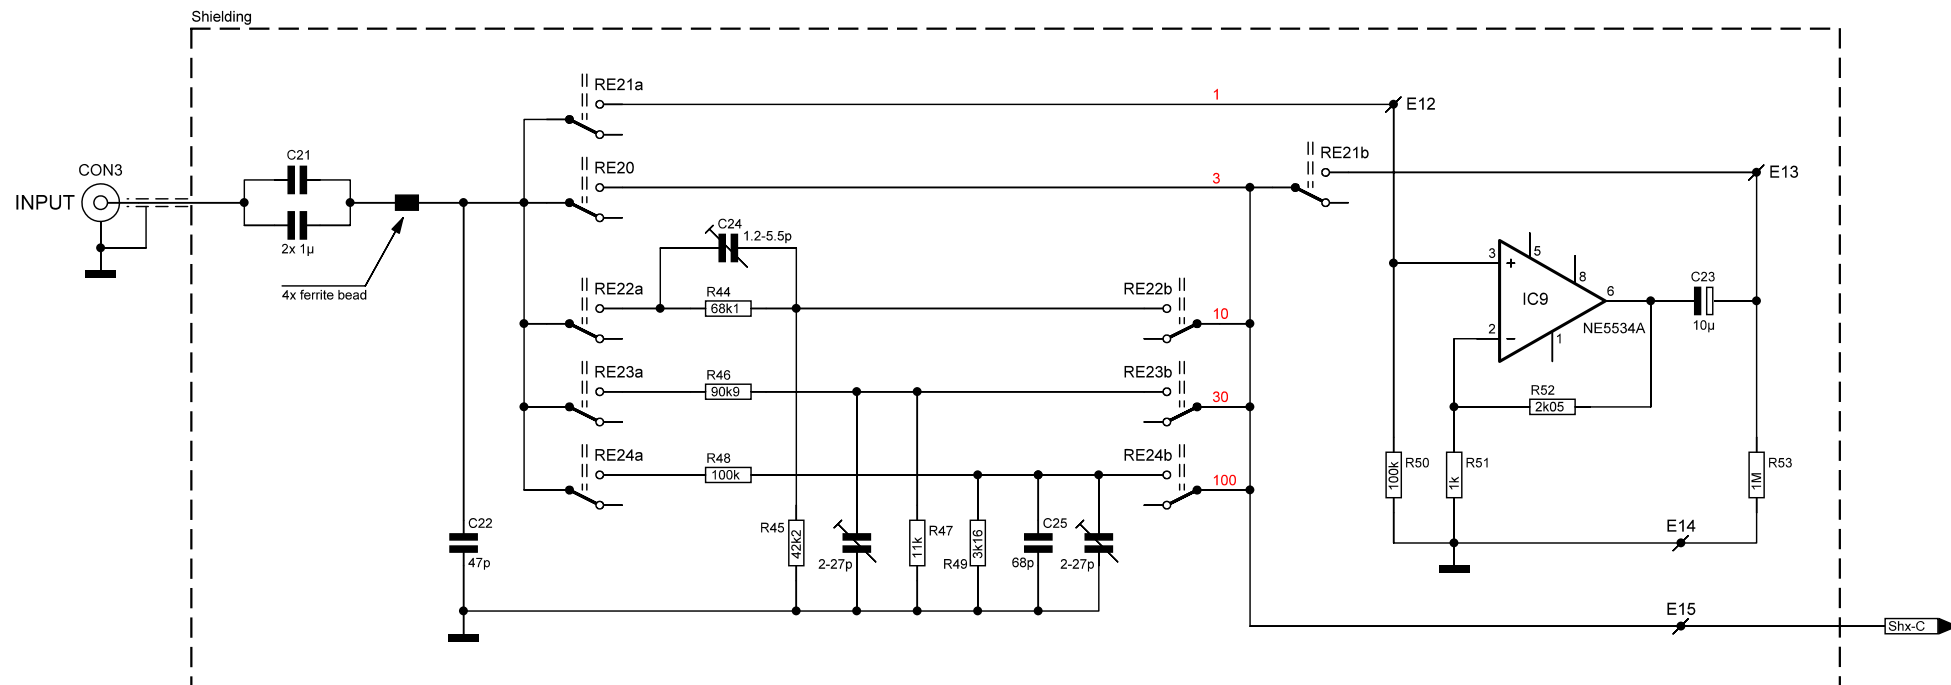 Shielding
RE21a
1
E12
RE21b
C21
CON3
RE20
3
E13
INPUT
C24
1.2-5.5p
2x 1µ
3
+
5
8
4x ferrite bead
RE22a
R44
68k1
RE22b
10
IC9
6
C23
10µ
NE5534A
2
−
1
RE23a
R46
90k9
RE23b
30
R52
2k05
RE24a
R48
100k
RE24b
100
100k
R50
1k
R51
1M
R53
C22
47p
R45
42k2
2-27p
11k
R47
3k16
R49
C25
68p
2-27p
E14
E15
Shx-C